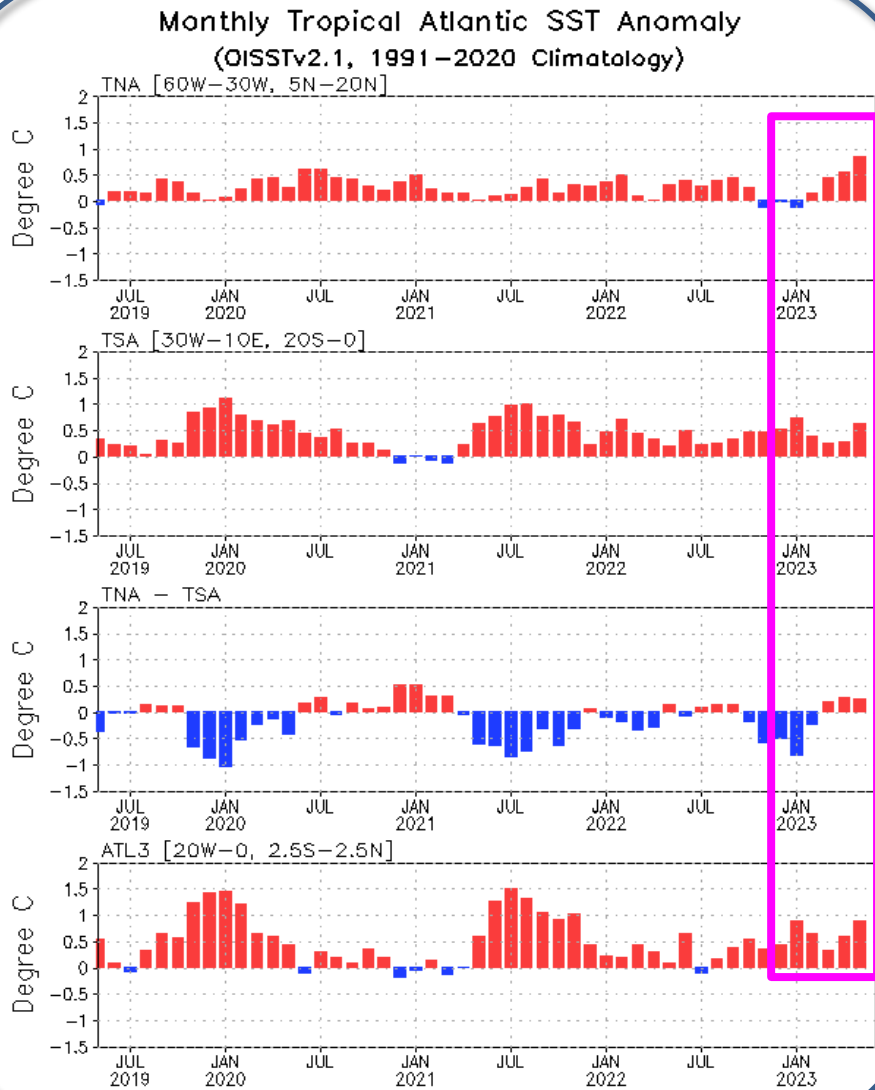 Monthly Tropical Atlantic SST Anomaly
(OISSTv2.1, 1991-2020 Climatology)
TNA [60W-30W, 5N-20N]
Degree C
2
1.5
1
0.5
0
-0.5
-1
-1.5
JUL JAN JUL JAN JUL JAN JUL JAN
2019 2020 2021 2022 2023
TSA [30W-10E, 20S-0]
Degree C
2
1.5
1
0.5
0
-0.5
-1
-1.5
JUL JAN JUL JAN JUL JAN JUL JAN
2019 2020 2021 2022 2023
TNA - TSA
Degree C
2
1.5
1
0.5
0
-0.5
-1
-1.5
JUL JAN JUL JAN JUL JAN JUL JAN
2019 2020 2021 2022 2023
ATL3 [20W-0, 2.5S-2.5N]
Degree C
2
1.5
1
0.5
0
-0.5
-1
-1.5
JUL JAN JUL JAN JUL JAN JUL JAN
2019 2020 2021 2022 2023